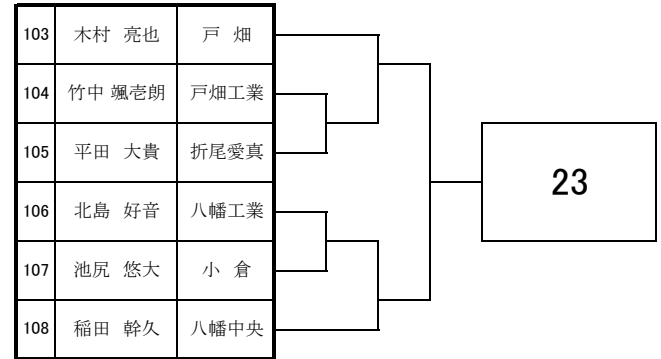 103 木村 亮也 戸 畑
104 竹中 颯壱朗 戸畑工業
105 平田 大貴 折尾愛真
106 北島 好音 八幡工業
107 池尻 悠大 小 倉
108 稲田 幹久 八幡中央
23